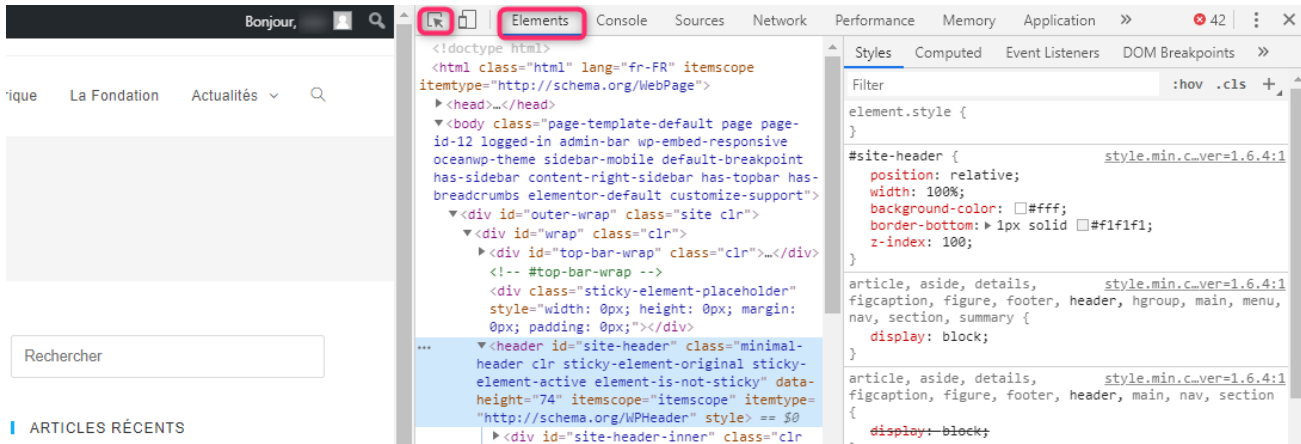 Bonjour,
rique La Fondation Actualités
Rechercher
ARTICLES RÉCENTS
Elements Console Sources Network Performance Memory Application » 42
<!doctype html>
<html class="html" lang="fr-FR" itemscope
itemtype="http://schema.org/WebPage">
▶<head>…</head>
▼<body class="page-template-default page page-
id-12 logged-in admin-bar wp-embed-responsive
oceanwp-theme sidebar-mobile default-breakpoint
has-sidebar content-right-sidebar has-topbar has-
breadcrumbs elementor-default customize-support">
▼<div id="outer-wrap" class="site clr">
▼<div id="wrap" class="clr">
▶<div id="top-bar-wrap" class="clr">…</div>
<!-- #top-bar-wrap -->
<div class="sticky-element-placeholder"
style="width: 0px; height: 0px; margin:
0px; padding: 0px;"></div>
… ▼<header id="site-header" class="minimal-
header clr sticky-element-original sticky-
element-active element-is-not-sticky" data-
height="74" itemscope="itemscope" itemtype=
"http://schema.org/WPHeader" style> == $0
▶<div id="site-header-inner" class="clr
Styles Computed Event Listeners DOM Breakpoints »
Filter :hov .cls +
element.style {
}
#site-header { style.min.c…ver=1.6.4:1
position: relative;
width: 100%;
background-color: #fff;
border-bottom:▶1px solid #f1f1f1;
z-index: 100;
}
article, aside, details, style.min.c…ver=1.6.4:1
figcaption, figure, footer, header, hgroup, main, menu,
nav, section, summary {
display: block;
}
article, aside, details, style.min.c…ver=1.6.4:1
figcaption, figure, footer, header, main, nav, section
{
display: block;